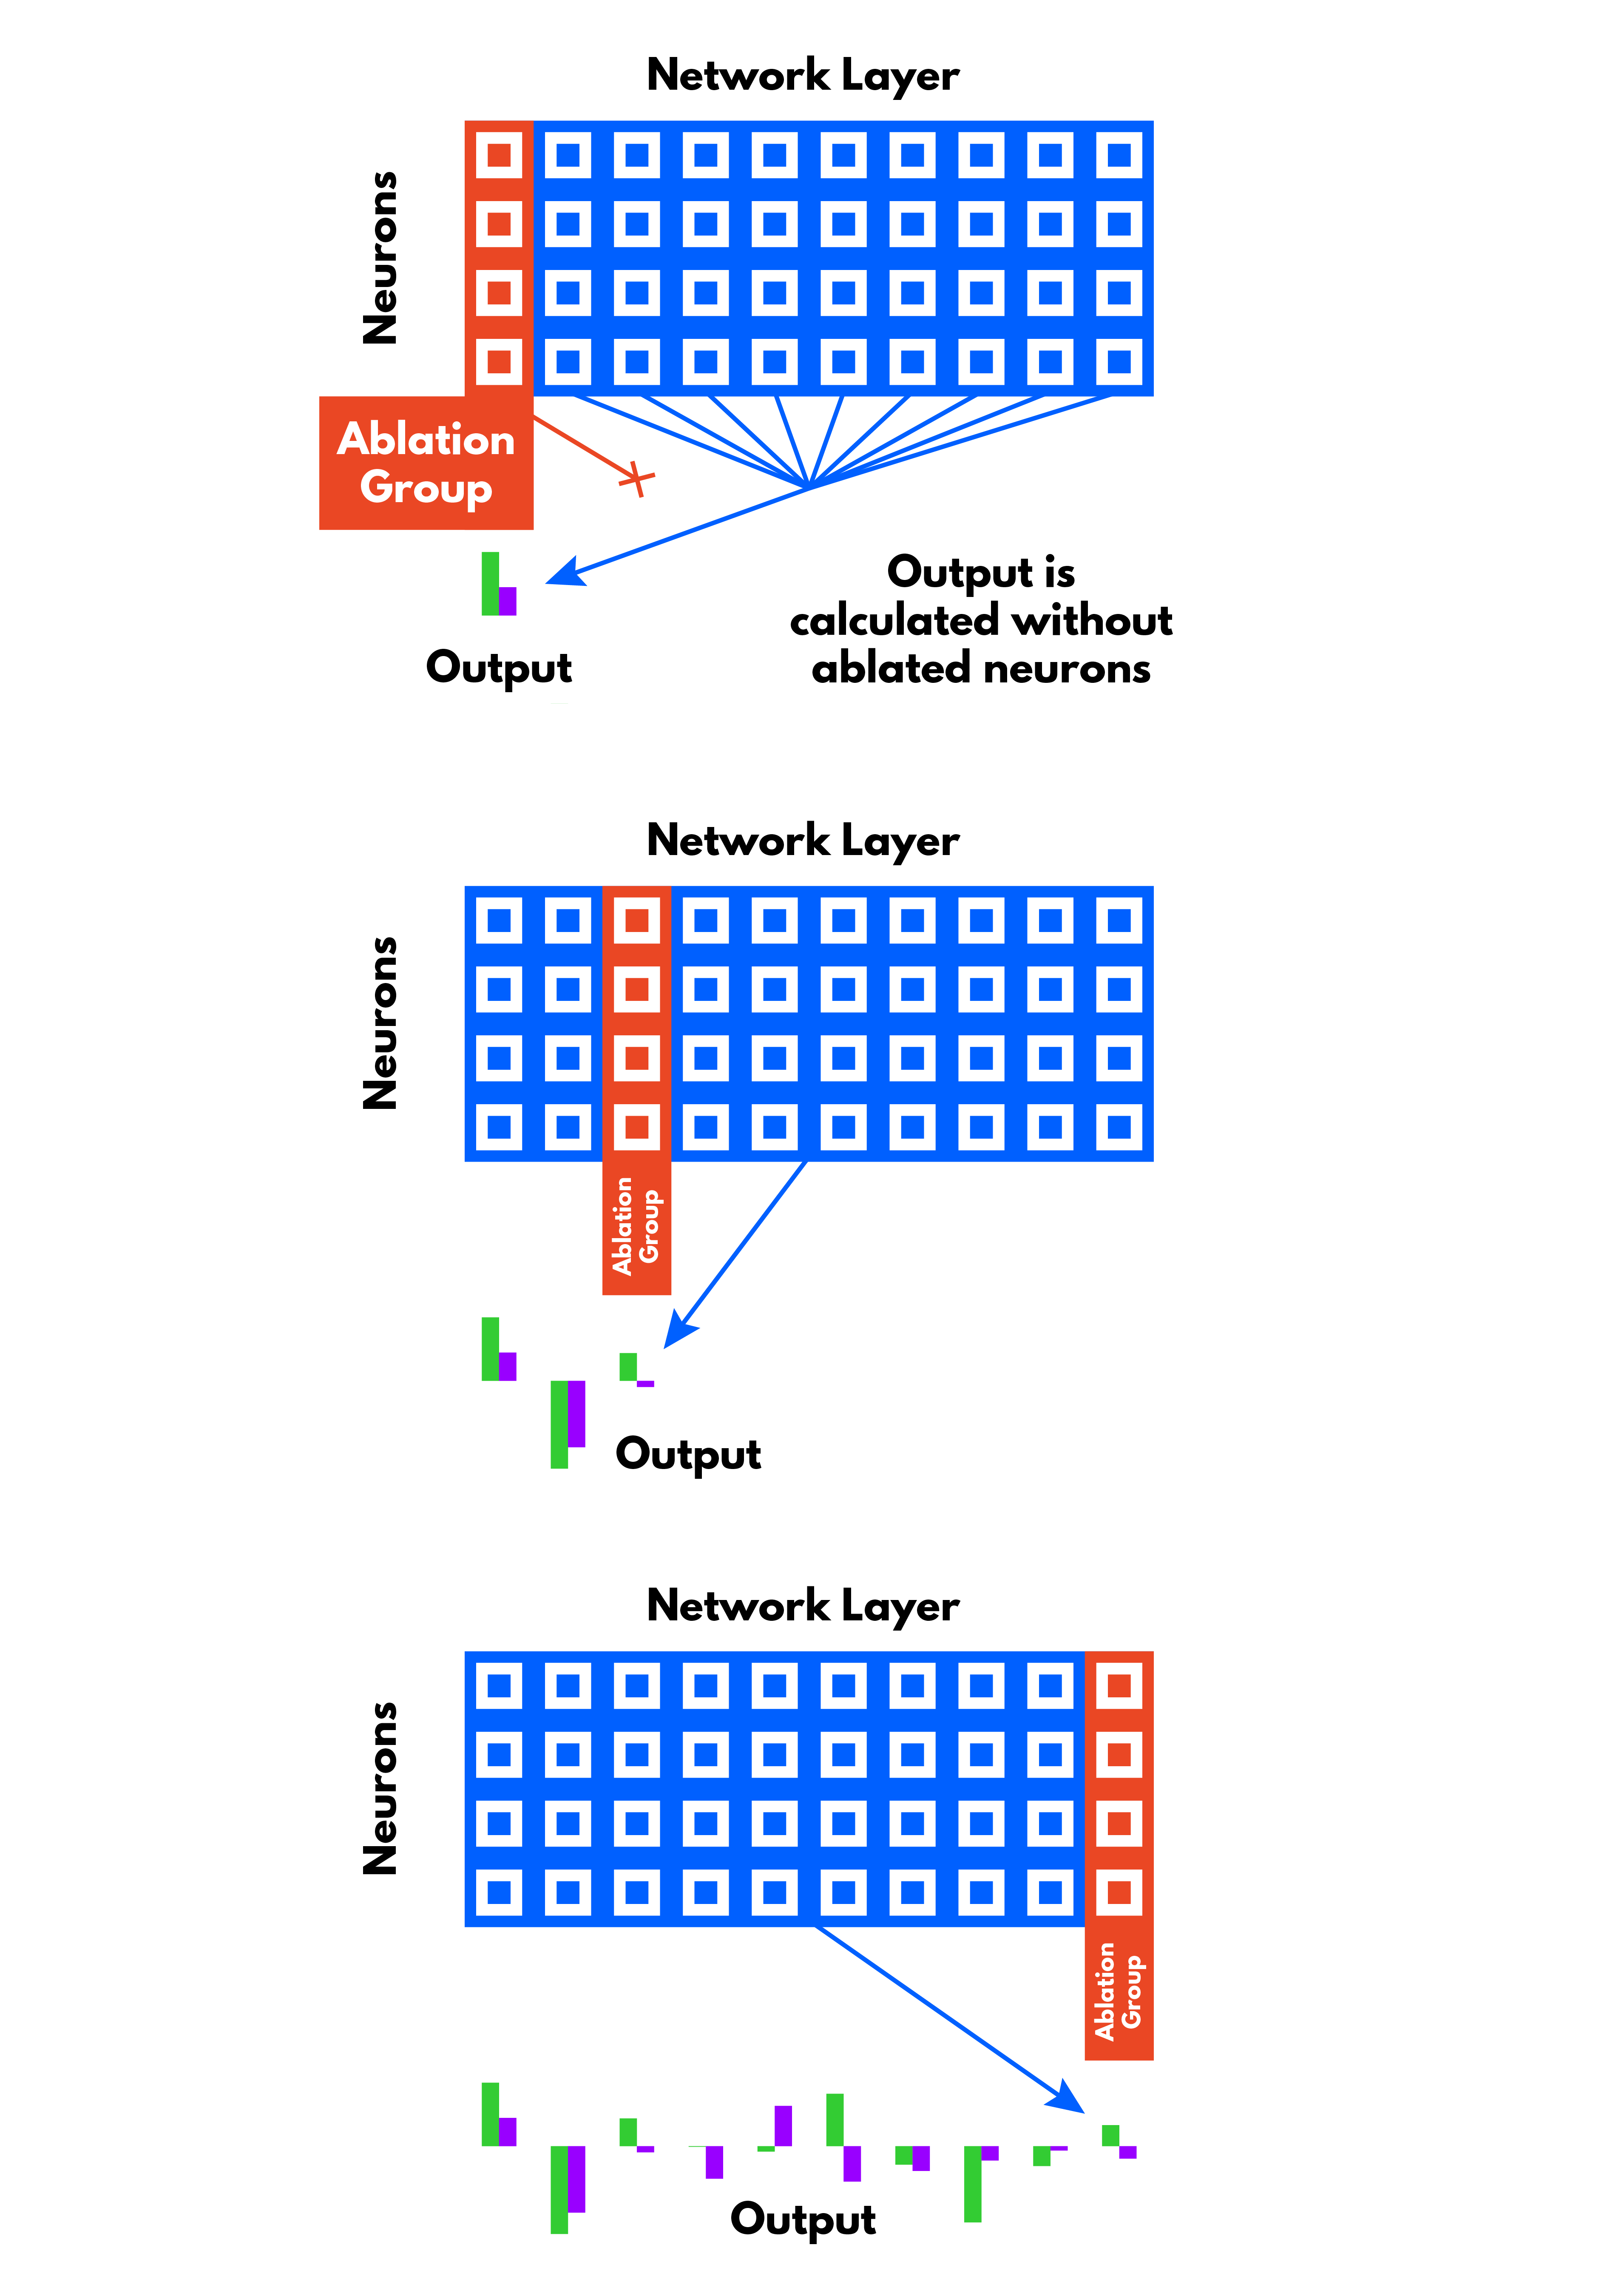 Network Layer
Neurons
Ablation
Group
Output is
calculated without
ablated neurons
Output
Network Layer
Neurons
Ablation
Group
Output
Network Layer
Neurons
Ablation
Group
Output